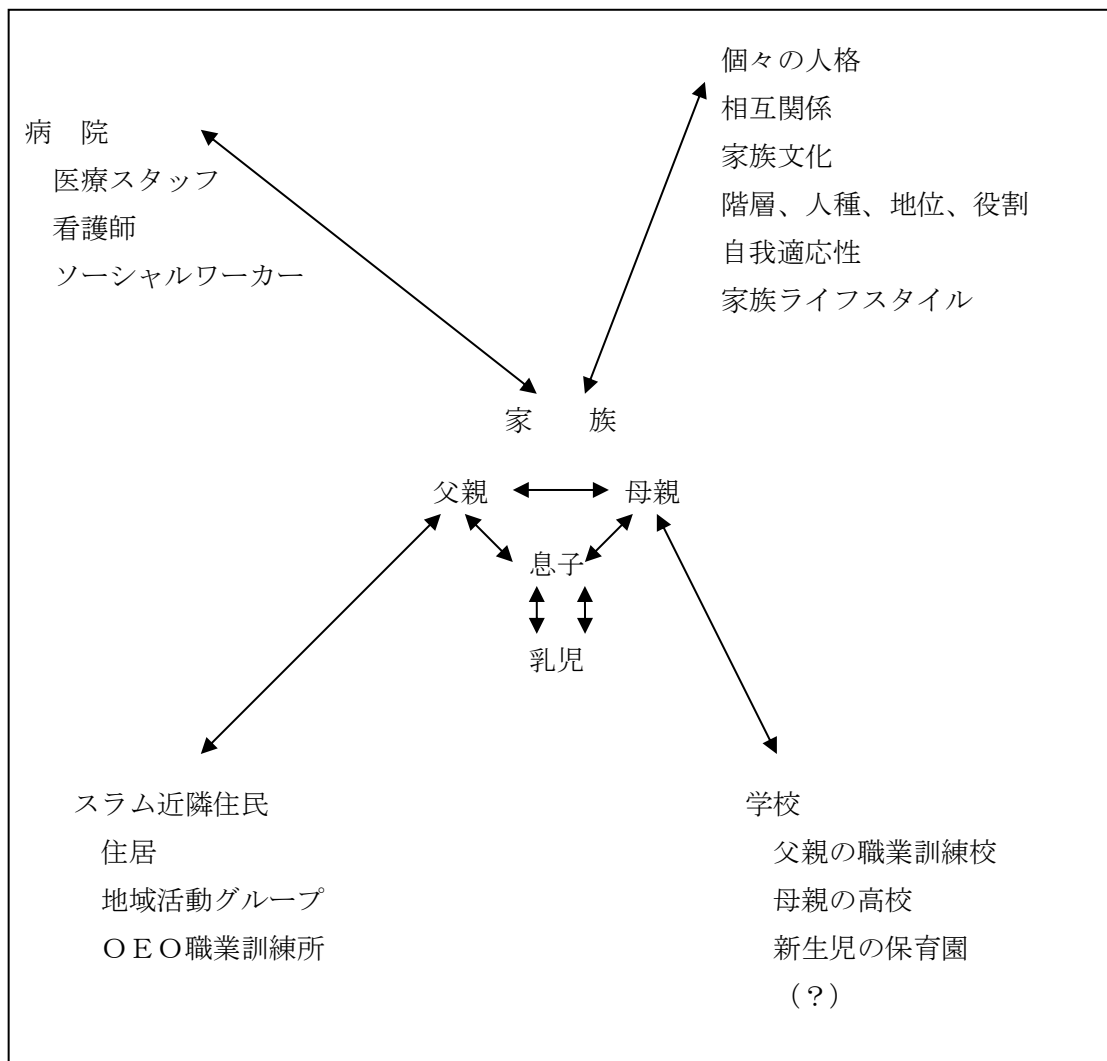 病　院
医療スタッフ
看護師
ソーシャルワーカー
個々の人格
相互関係
家族文化
階層、人種、地位、役割
自我適応性
家族ライフスタイル
家　　族
父親
母親
息子
乳児
スラム近隣住民
住居
地域活動グループ
ＯＥＯ職業訓練所
学校
父親の職業訓練校
母親の高校
新生児の保育園
（？）